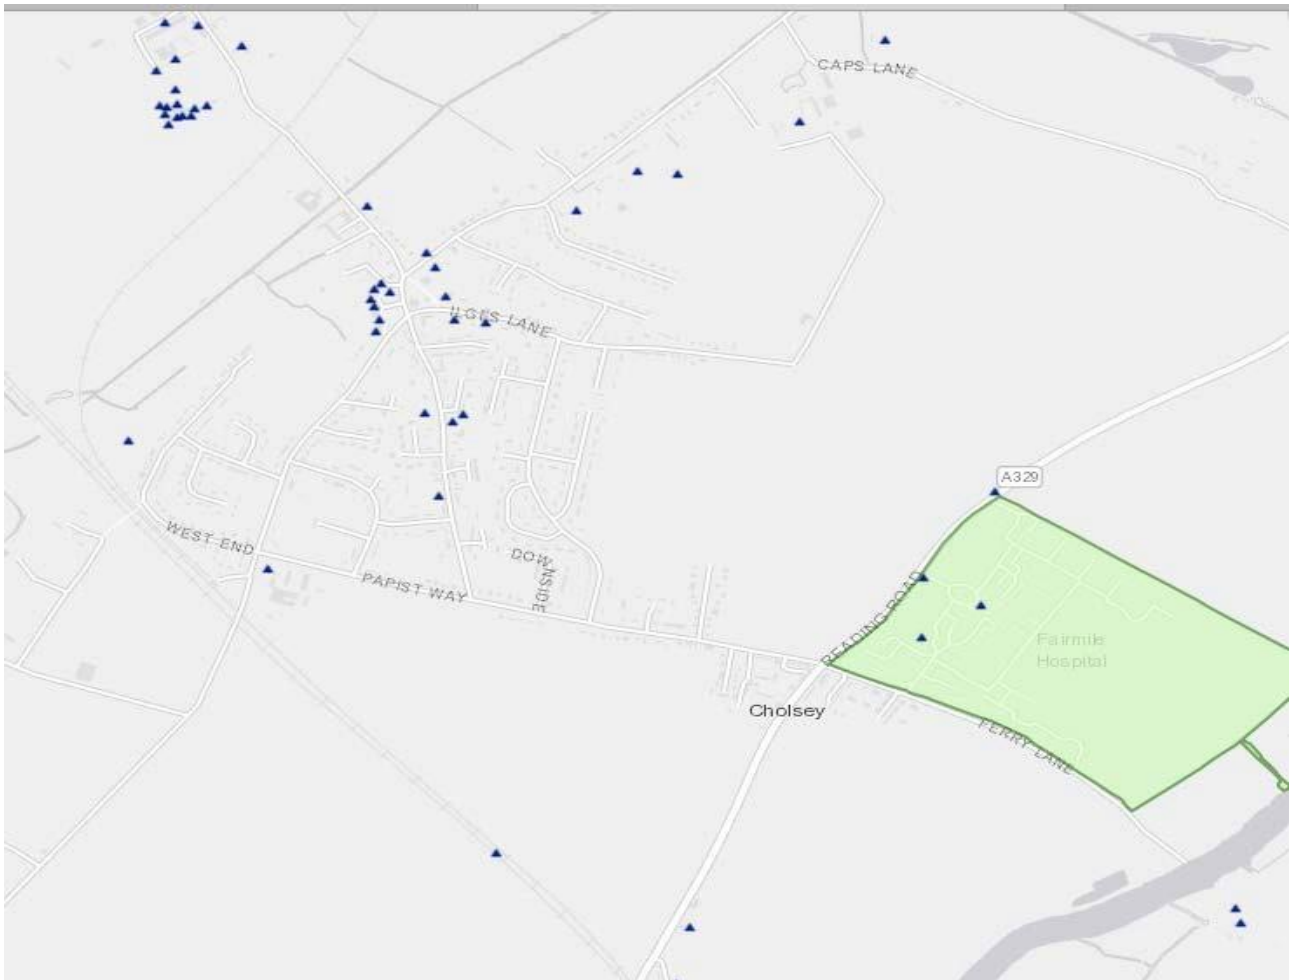 CAPS LANE
ILGES LANE
A329
WEST END
DOWNSIDE
PAPIST WAY
READING ROAD
Fairmile
Hospital
Cholsey
FERRY LANE